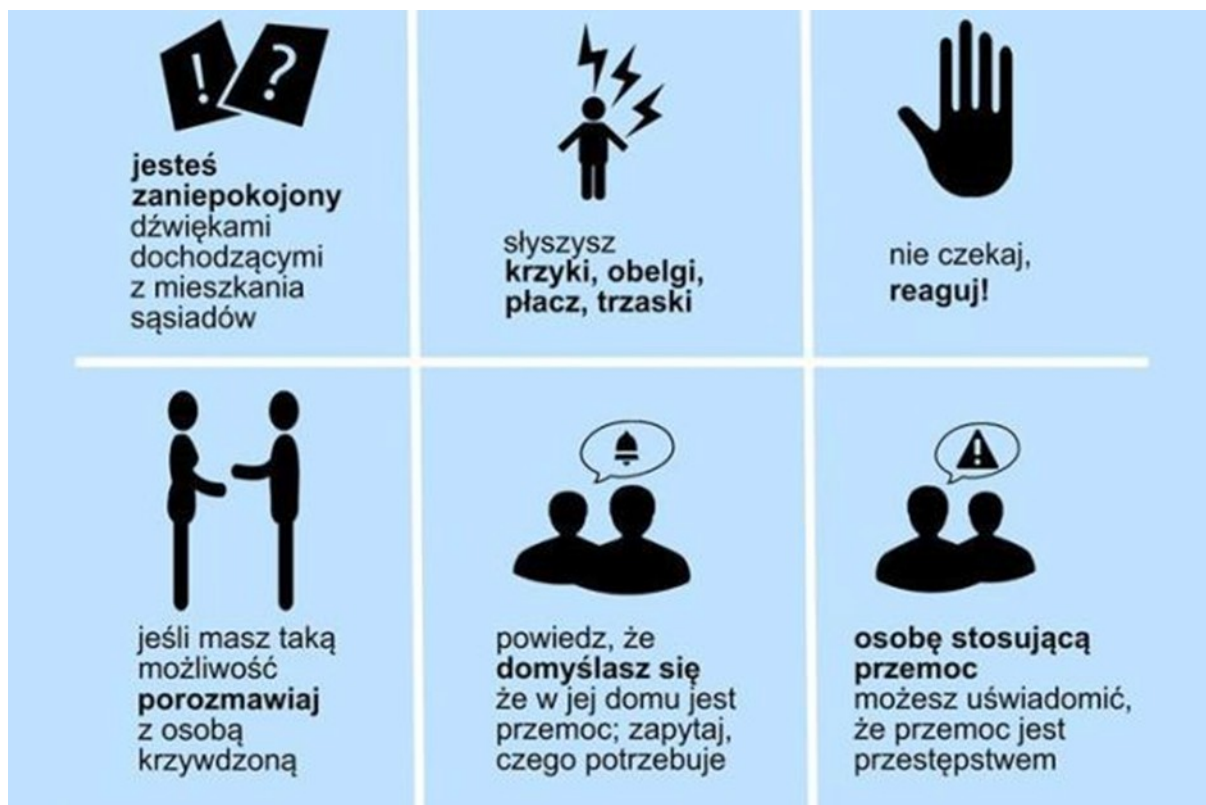 ! ?
jesteś
zaniepokojony
dźwiękami
dochodzącymi
z mieszkania
sąsiadów
słyszysz
krzyki, obelgi,
płacz, trzaski
nie czekaj,
reaguj!
jeśli masz taką
możliwość
porozmawiaj
z osobą
krzywdzoną
powiedz, że
domyślasz się
że w jej domu jest
przemoc; zapytaj,
czego potrzebuje
!
osobę stosującą
przemoc
możesz uświadomić,
że przemoc jest
przestępstwem